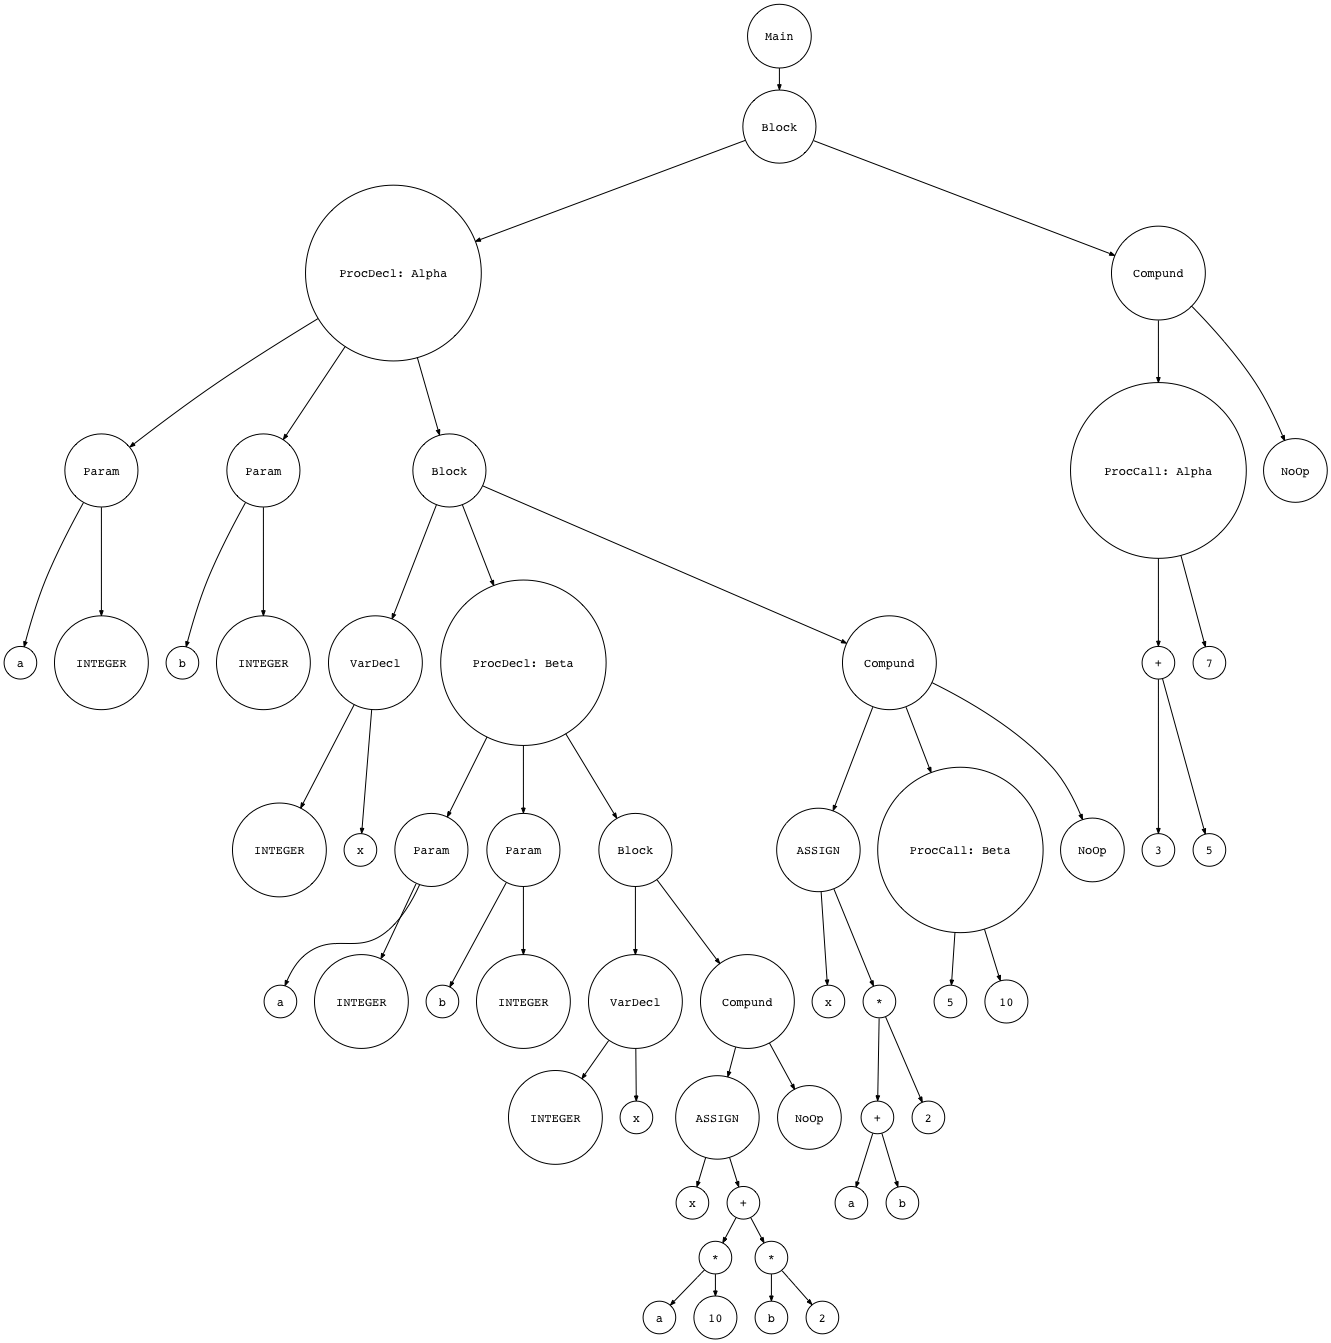 Main
Block
ProcDecl: Alpha
Compund
Param
Param
Block
ProcCall: Alpha
NoOp
a
INTEGER
b
INTEGER
VarDecl
ProcDecl: Beta
Compund
+
7
INTEGER
x
Param
Param
Block
ASSIGN
ProcCall: Beta
NoOp
3
5
a
INTEGER
b
INTEGER
VarDecl
Compund
x
*
5
10
INTEGER
x
ASSIGN
NoOp
+
2
x
+
a
b
*
*
a
10
b
2